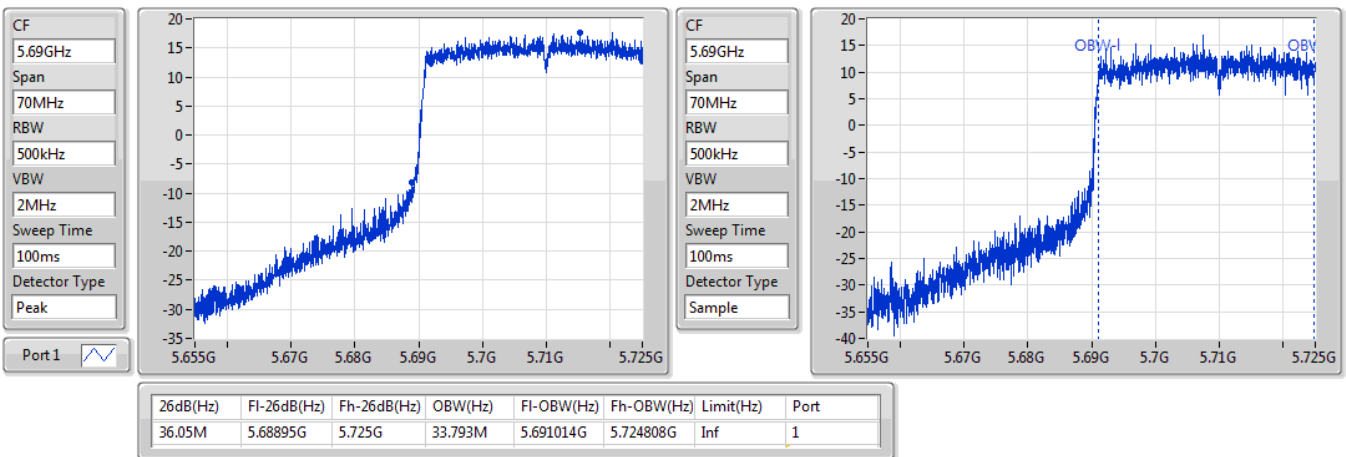 CF
5.69GHz
Span
70MHz
RBW
500kHz
VBW
2MHz
Sweep Time
100ms
Detector Type
Peak
Port 1
20
15
10
5
0
-5
-10
-15
-20
-25
-30
-35
5.655G 5.67G 5.68G 5.69G 5.7G 5.71G 5.725G
CF
5.69GHz
Span
70MHz
RBW
500kHz
VBW
2MHz
Sweep Time
100ms
Detector Type
Sample
20
15
10
5
0
-5
-10
-15
-20
-25
-30
-35
-40
OBW-l OBW
5.655G 5.67G 5.68G 5.69G 5.7G 5.71G 5.725G
26dB(Hz) Fl-26dB(Hz) Fh-26dB(Hz) OBW(Hz) Fl-OBW(Hz) Fh-OBW(Hz) Limit(Hz) Port
36.05M 5.68895G 5.725G 33.793M 5.691014G 5.724808G Inf 1